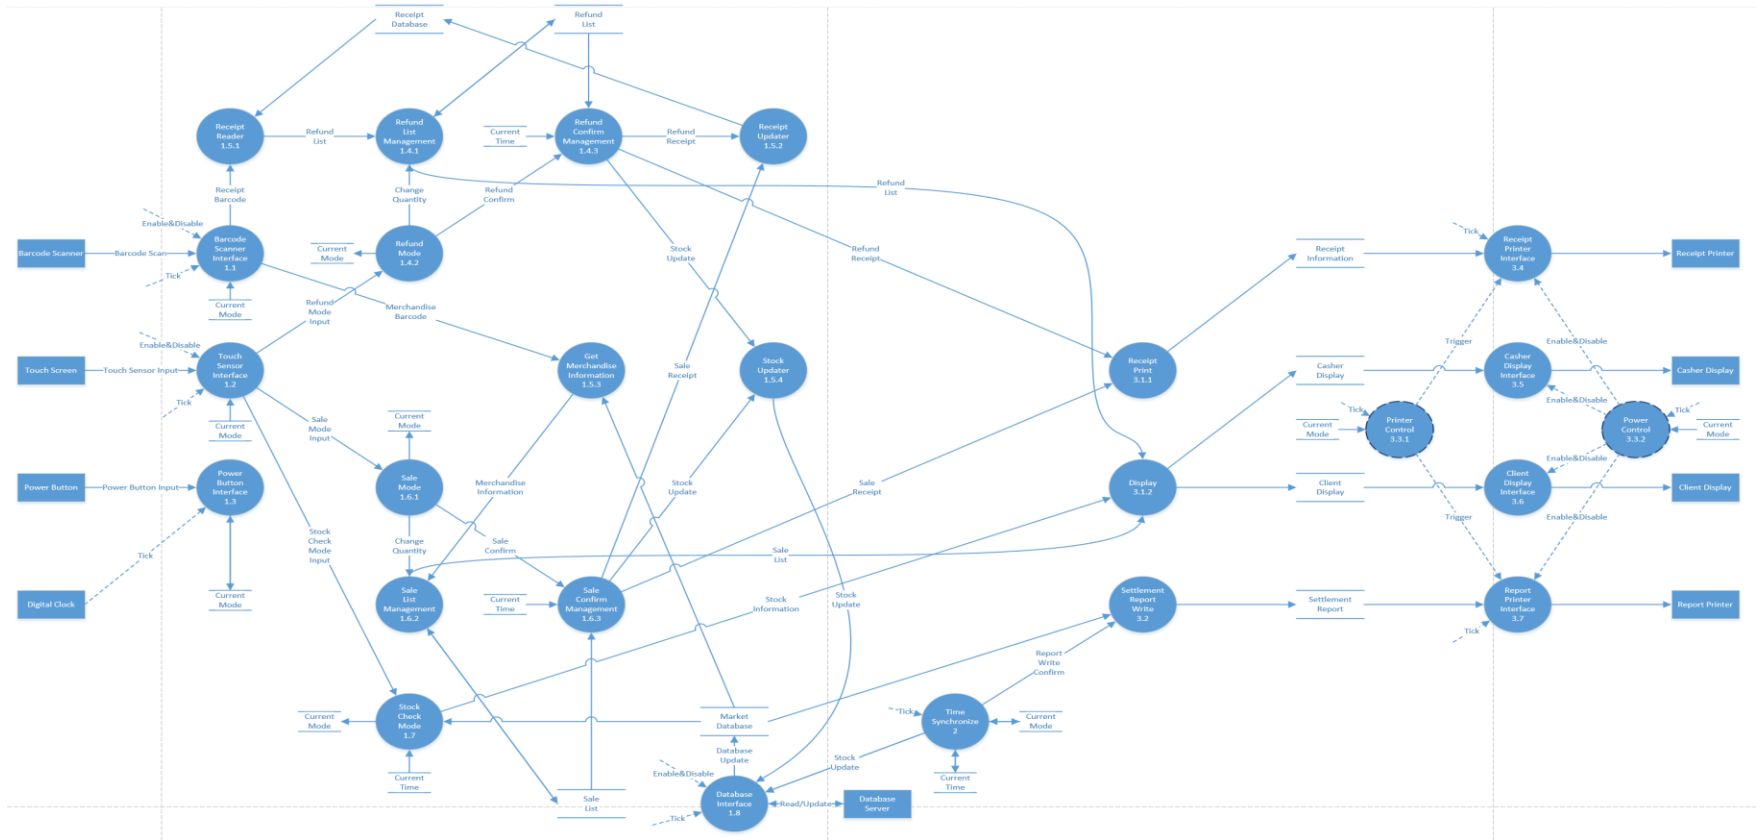 Receipt
Database
Refund
List
Receipt
Reader
1.5.1
Refund
List
Refund
List
Management
1.4.1
Current
Time
Refund
Confirm
Management
1.4.3
Refund
Receipt
Receipt
Updater
1.5.2
Receipt
Barcode
Change
Quantity
Refund
Confirm
Refund
List
Enable&Disable
Barcode Scanner
Barcode Scan
Barcode
Scanner
Interface
1.1
Tick
Current
Mode
Current
Mode
Refund
Mode
1.4.2
Stock
Update
Refund
Receipt
Receipt
Information
Tick
Receipt
Printer
Interface
3.4
Receipt Printer
Refund
Mode
Input
Merchandise
Barcode
Enable&Disable
Touch Screen
Touch Sensor Input
Touch
Sensor
Interface
1.2
Tick
Current
Mode
Get
Merchandise
Information
1.5.3
Sale
Receipt
Stock
Updater
1.5.4
Receipt
Print
3.1.1
Casher
Display
Trigger
Enable&Disable
Casher
Display
Interface
3.5
Casher Display
Enable&Disable
Sale
Mode
Input
Current
Mode
Current
Mode
Tick
Printer
Control
3.3.1
Power
Control
3.3.2
Tick
Current
Mode
Power Button
Power Button Input
Power
Button
Interface
1.3
Sale
Mode
1.6.1
Merchandise
Information
Stock
Update
Sale
Receipt
Display
3.1.2
Client
Display
Enable&Disable
Client
Display
Interface
3.6
Client Display
Trigger
Enable&Disable
Tick
Stock
Check
Mode
Input
Change
Quantity
Sale
Confirm
Sale
List
Digital Clock
Current
Mode
Sale
List
Management
1.6.2
Current
Time
Sale
Confirm
Management
1.6.3
Stock
Information
Stock
Update
Settlement
Report
Write
3.2
Settlement
Report
Tick
Report
Printer
Interface
3.7
Report Printer
Report
Write
Confirm
Current
Mode
Stock
Check
Mode
1.7
Market
Database
Tick
Time
Synchronize
2
Current
Mode
Current
Time
Database
Update
Stock
Update
Current
Time
Enable&Disable
Sale
List
Database
Interface
1.8
Tick
Read/Update
Database
Server